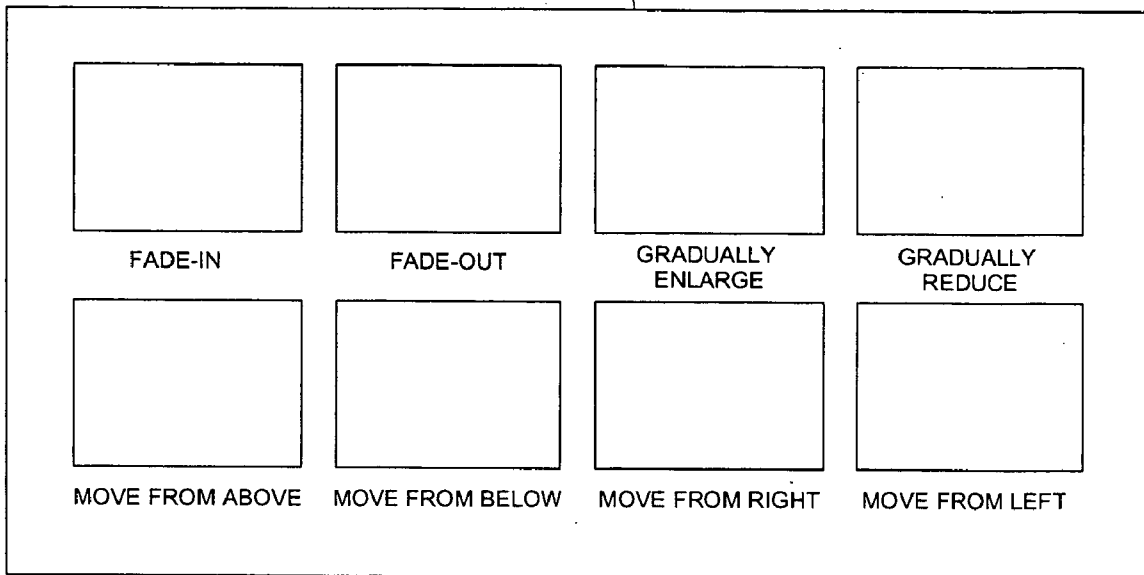 FADE-IN FADE-OUT GRADUALLY ENLARGE GRADUALLY REDUCE
MOVE FROM ABOVE MOVE FROM BELOW MOVE FROM RIGHT MOVE FROM LEFT